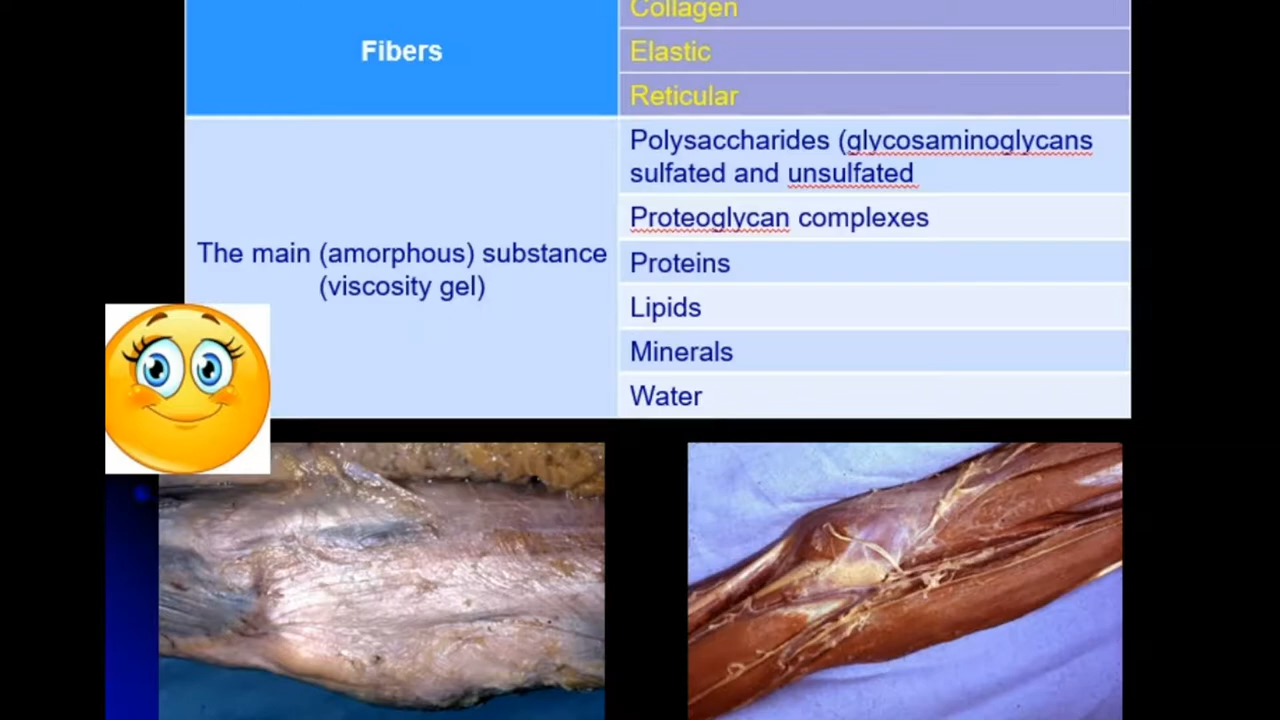 Collagen
Fibers
Elastic
Reticular
Polysaccharides (glycosaminoglycans
sulfated and unsulfated
Proteoglycan complexes
The main (amorphous) substance
(viscosity gel)
Proteins
Lipids
Minerals
Water